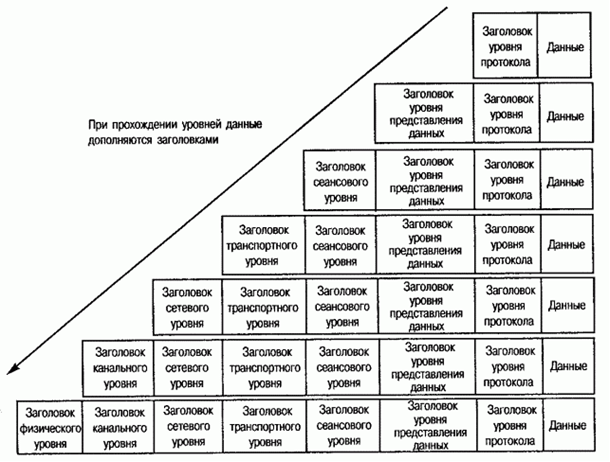 Заголовок
уровня
протокола
Данные
При прохождении уровней данные
дополняются заголовками
Заголовок
уровня
представления
данных
Заголовок
уровня
протокола
Данные
Заголовок
сеансового
уровня
Заголовок
уровня
представления
данных
Заголовок
уровня
протокола
Данные
Заголовок
транспортного
уровня
Заголовок
сеансового
уровня
Заголовок
уровня
представления
данных
Заголовок
уровня
протокола
Данные
Заголовок
сетевого
уровня
Заголовок
транспортного
уровня
Заголовок
сеансового
уровня
Заголовок
уровня
представления
данных
Заголовок
уровня
протокола
Данные
Заголовок
канального
уровня
Заголовок
сетевого
уровня
Заголовок
транспортного
уровня
Заголовок
сеансового
уровня
Заголовок
уровня
представления
данных
Заголовок
уровня
протокола
Данные
Заголовок
физического
уровня
Заголовок
канального
уровня
Заголовок
сетевого
уровня
Заголовок
транспортного
уровня
Заголовок
сеансового
уровня
Заголовок
уровня
представления
данных
Заголовок
уровня
протокола
Данные